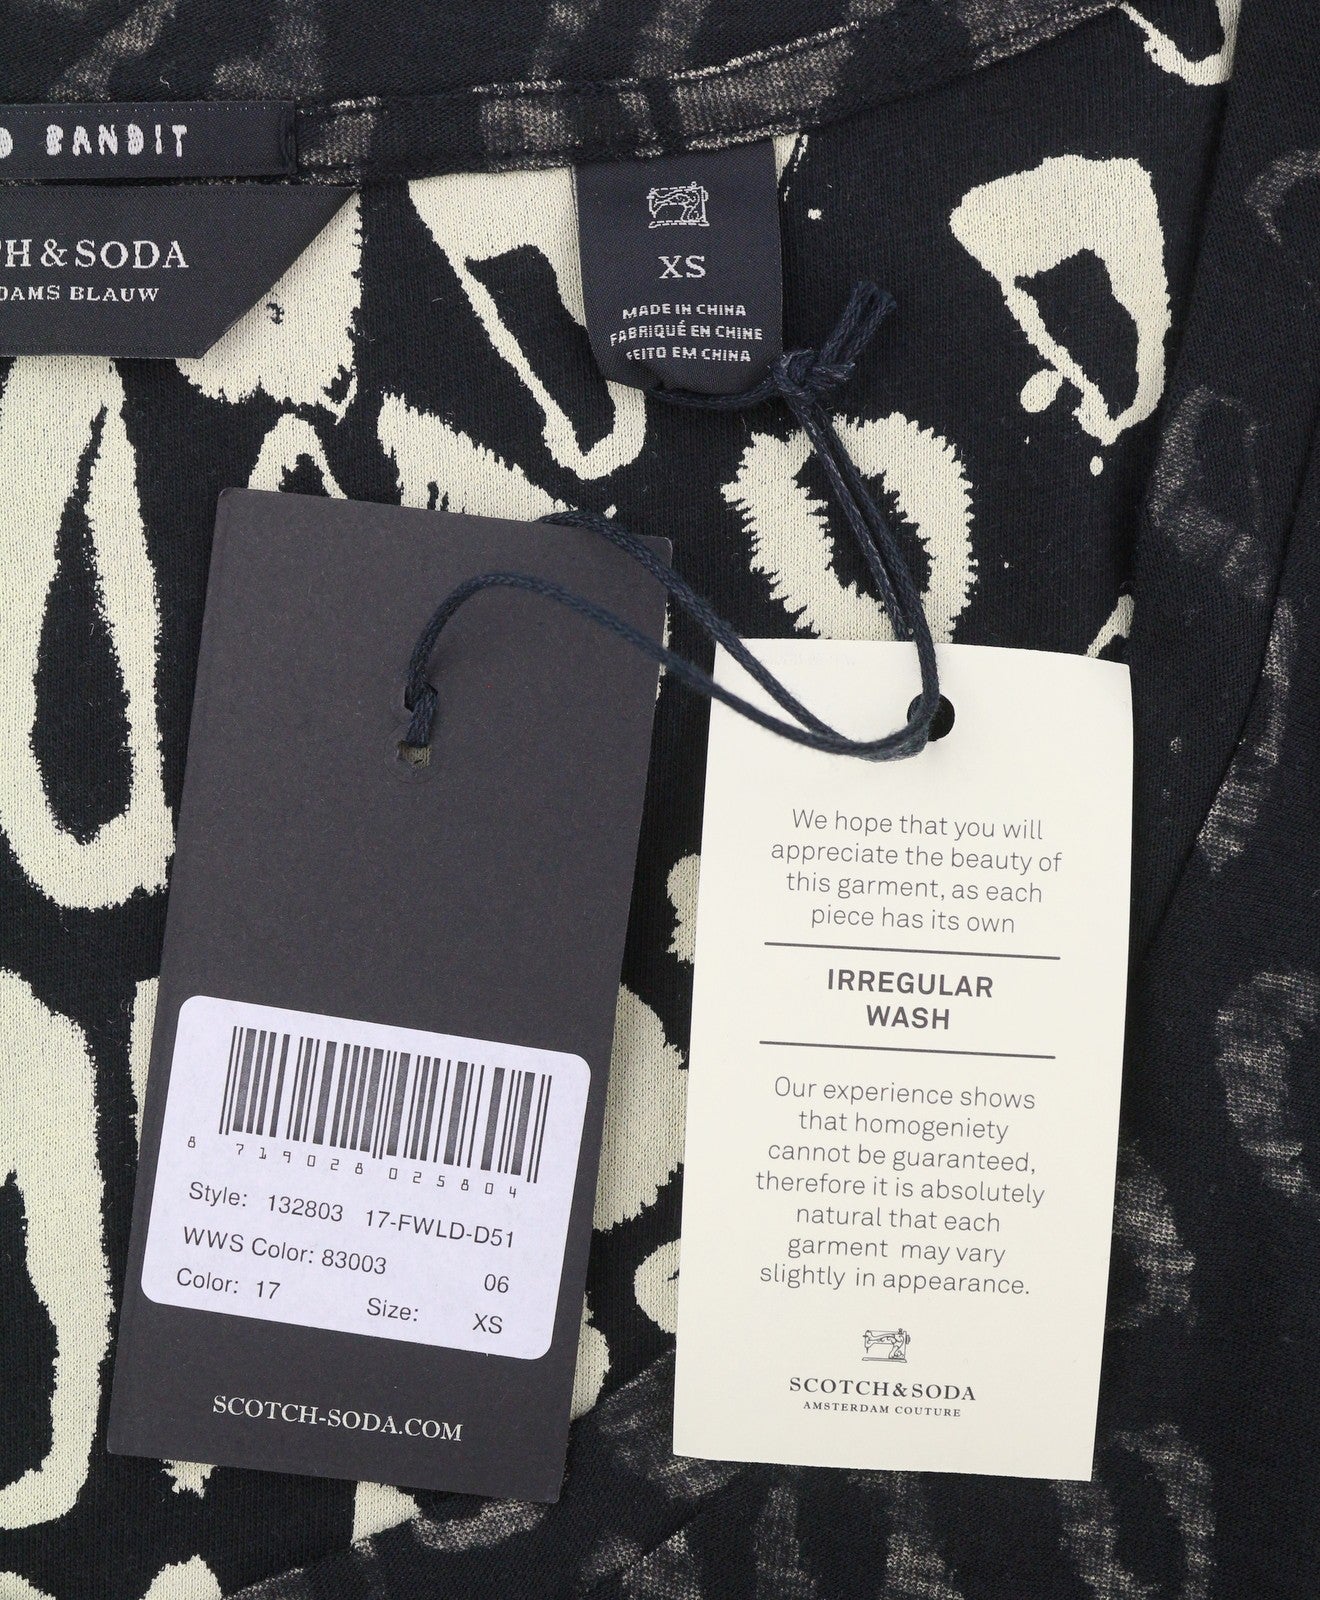 BANDIT
H & SODA
DAMS BLAUW
XS
MADE IN CHINA
FABRIQUÉ EN CHINE
FEITO EM CHINA
We hope that you will
appreciate the beauty of
this garment, as each
piece has its own
IRREGULAR
WASH
Our experience shows
that homogeniety
cannot be guaranteed,
therefore it is absolutely
natural that each
garment may vary
slightly in appearance.
SCOTCH&SODA
AMSTERDAM COUTURE
8 719028 025804
Style: 132803 17-FWLD-D51
WWS Color: 83003 06
Color: 17 Size: XS
SCOTCH-SODA.COM